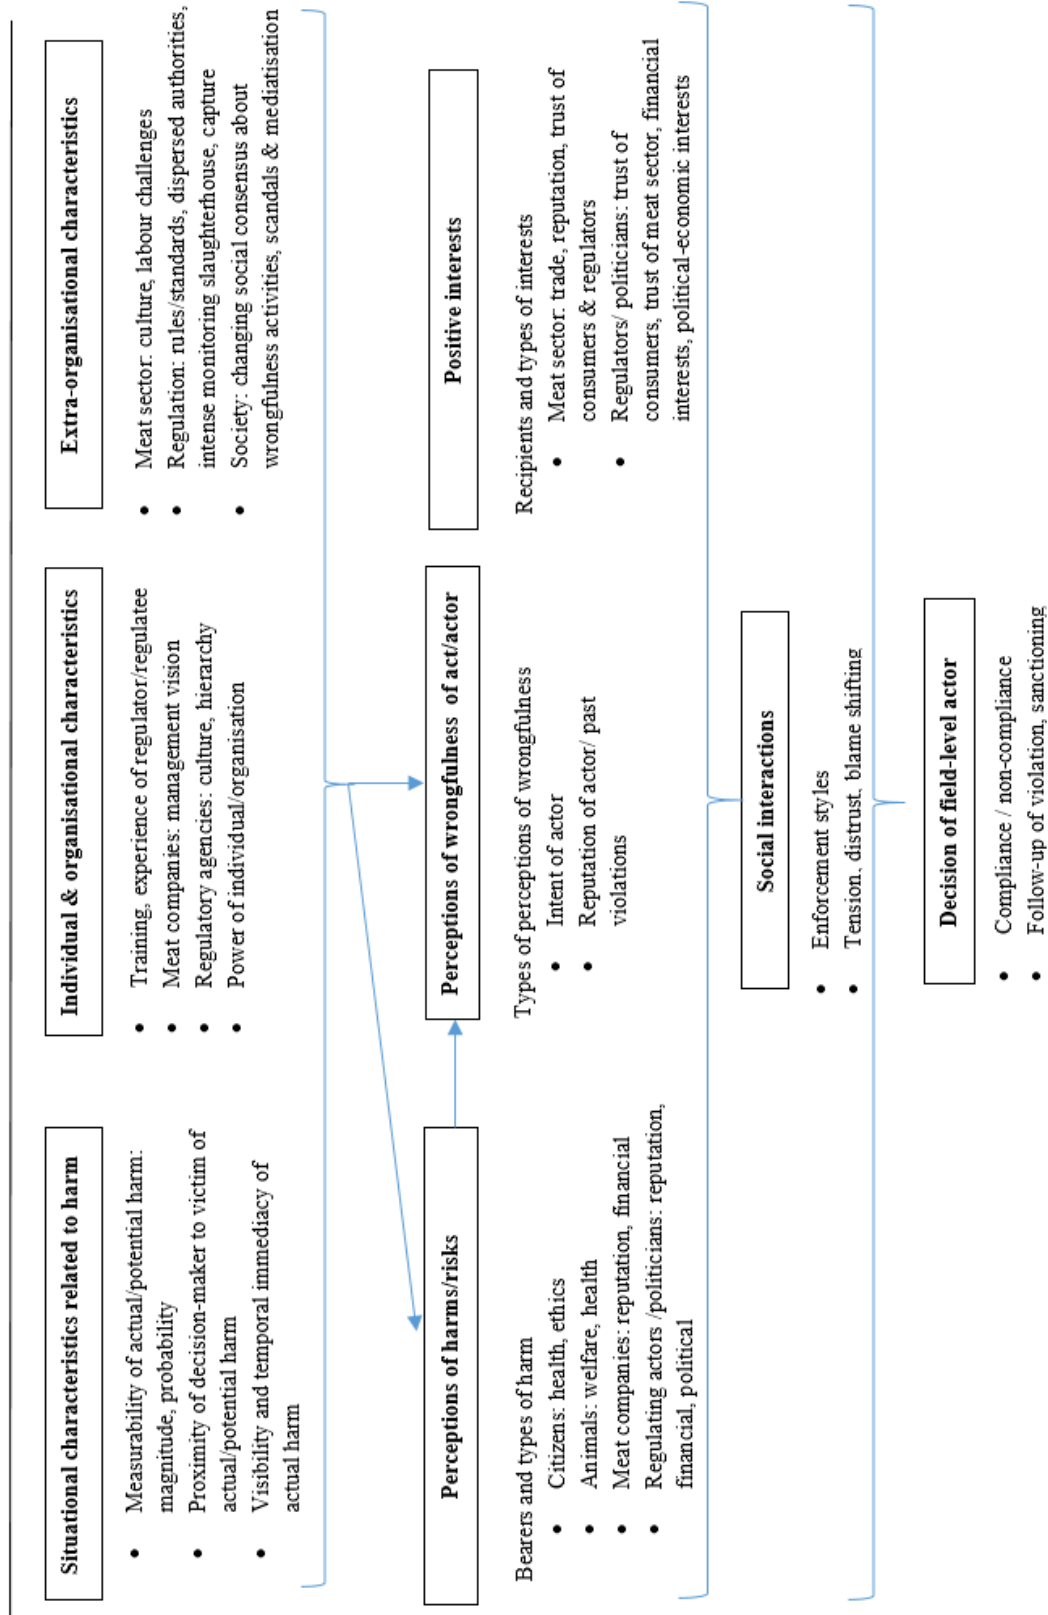 Situational characteristics related to harm
Measurability of actual/potential harm:
magnitude, probability
Proximity of decision-maker to victim of
actual/potential harm
Visibility and temporal immediacy of
actual harm
Individual & organisational characteristics
Training, experience of regulator/regulatee
Meat companies: management vision
Regulatory agencies: culture, hierarchy
Power of individual/organisation
Extra-organisational characteristics
Meat sector: culture, labour challenges
Regulation: rules/standards, dispersed authorities,
intense monitoring slaughterhouse, capture
Society: changing social consensus about
wrongfulness activities, scandals & mediatisation
Perceptions of harms/risks
Bearers and types of harm
Citizens: health, ethics
Animals: welfare, health
Meat companies: reputation, financial
Regulating actors /politicians: reputation,
financial, political
Perceptions of wrongfulness of act/actor
Types of perceptions of wrongfulness
Intent of actor
Reputation of actor/ past
violations
Positive interests
Recipients and types of interests
Meat sector: trade, reputation, trust of
consumers & regulators
Regulators/ politicians: trust of
consumers, trust of meat sector, financial
interests, political-economic interests
Social interactions
Enforcement styles
Tension, distrust, blame shifting
Decision of field-level actor
Compliance / non-compliance
Follow-up of violation, sanctioning